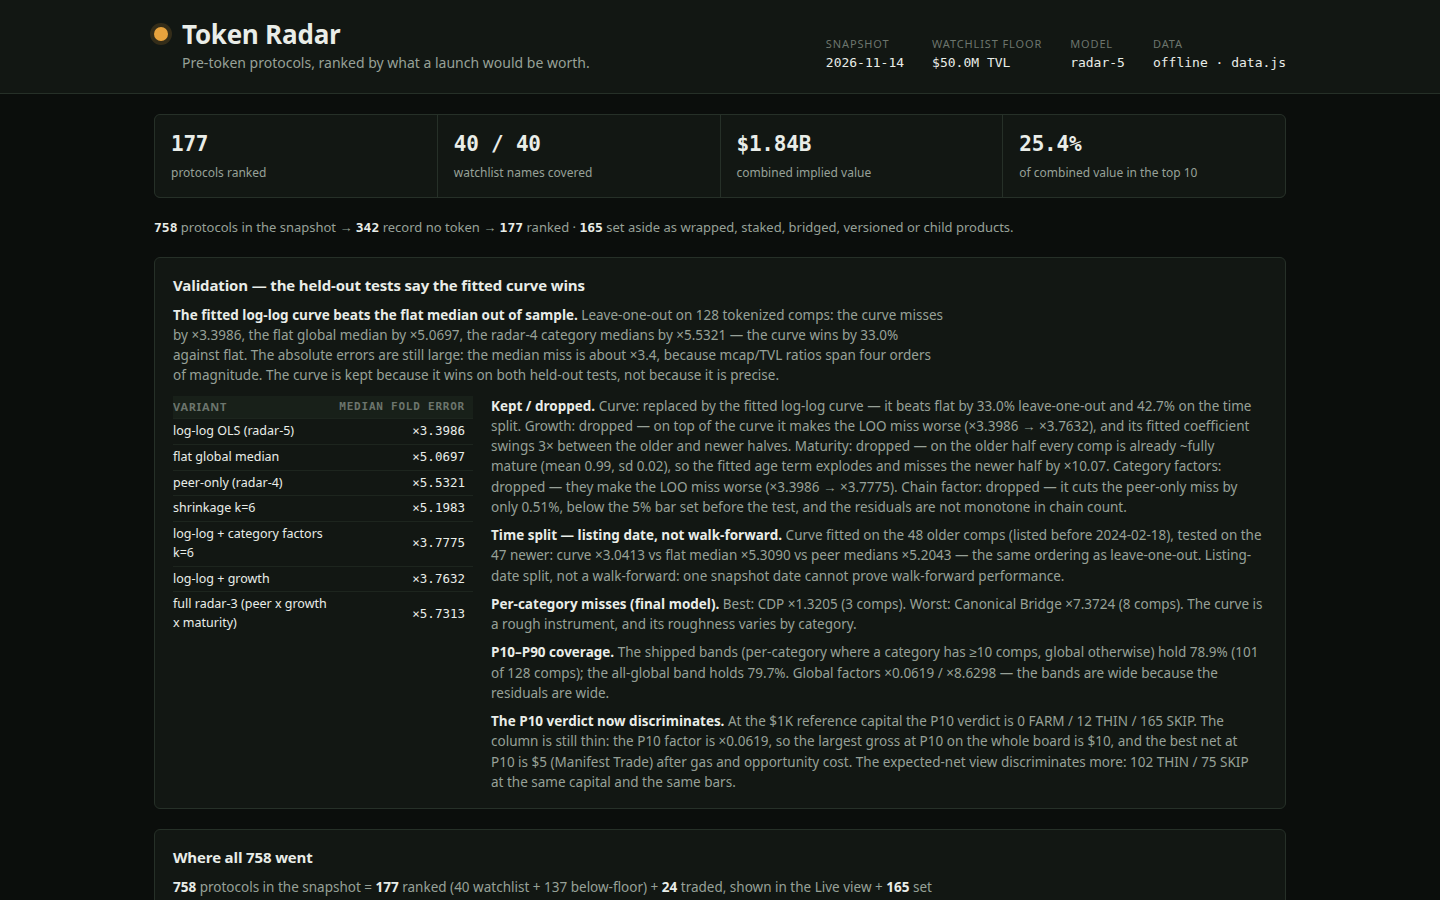 Token Radar
Pre-token protocols, ranked by what a launch would be worth.
SNAPSHOT
2026-11-14
WATCHLIST FLOOR
$50.0M TVL
MODEL
radar-5
DATA
offline · data.js
177
protocols ranked
40 / 40
watchlist names covered
$1.84B
combined implied value
25.4%
of combined value in the top 10
758 protocols in the snapshot → 342 record no token → 177 ranked · 165 set aside as wrapped, staked, bridged, versioned or child products.
Validation — the held-out tests say the fitted curve wins
The fitted log-log curve beats the flat median out of sample. Leave-one-out on 128 tokenized comps: the curve misses
by ×3.3986, the flat global median by ×5.0697, the radar-4 category medians by ×5.5321 — the curve wins by 33.0%
against flat. The absolute errors are still large: the median miss is about ×3.4, because mcap/TVL ratios span four orders
of magnitude. The curve is kept because it wins on both held-out tests, not because it is precise.
VARIANT MEDIAN FOLD ERROR
log-log OLS (radar-5) ×3.3986
flat global median ×5.0697
peer-only (radar-4) ×5.5321
shrinkage k=6 ×5.1983
log-log + category factors
k=6 ×3.7775
log-log + growth ×3.7632
full radar-3 (peer x growth
x maturity) ×5.7313
Kept / dropped. Curve: replaced by the fitted log-log curve — it beats flat by 33.0% leave-one-out and 42.7% on the time
split. Growth: dropped — on top of the curve it makes the LOO miss worse (×3.3986 → ×3.7632), and its fitted coefficient
swings 3× between the older and newer halves. Maturity: dropped — on the older half every comp is already ~fully
mature (mean 0.99, sd 0.02), so the fitted age term explodes and misses the newer half by ×10.07. Category factors:
dropped — they make the LOO miss worse (×3.3986 → ×3.7775). Chain factor: dropped — it cuts the peer-only miss by
only 0.51%, below the 5% bar set before the test, and the residuals are not monotone in chain count.
Time split — listing date, not walk-forward. Curve fitted on the 48 older comps (listed before 2024-02-18), tested on the
47 newer: curve ×3.0413 vs flat median ×5.3090 vs peer medians ×5.2043 — the same ordering as leave-one-out. Listing-
date split, not a walk-forward: one snapshot date cannot prove walk-forward performance.
Per-category misses (final model). Best: CDP ×1.3205 (3 comps). Worst: Canonical Bridge ×7.3724 (8 comps). The curve is
a rough instrument, and its roughness varies by category.
P10–P90 coverage. The shipped bands (per-category where a category has ≥10 comps, global otherwise) hold 78.9% (101
of 128 comps); the all-global band holds 79.7%. Global factors ×0.0619 / ×8.6298 — the bands are wide because the
residuals are wide.
The P10 verdict now discriminates. At the $1K reference capital the P10 verdict is 0 FARM / 12 THIN / 165 SKIP. The
column is still thin: the P10 factor is ×0.0619, so the largest gross at P10 on the whole board is $10, and the best net at
P10 is $5 (Manifest Trade) after gas and opportunity cost. The expected-net view discriminates more: 102 THIN / 75 SKIP
at the same capital and the same bars.
Where all 758 went
758 protocols in the snapshot = 177 ranked (40 watchlist + 137 below-floor) + 24 traded, shown in the Live view + 165 set